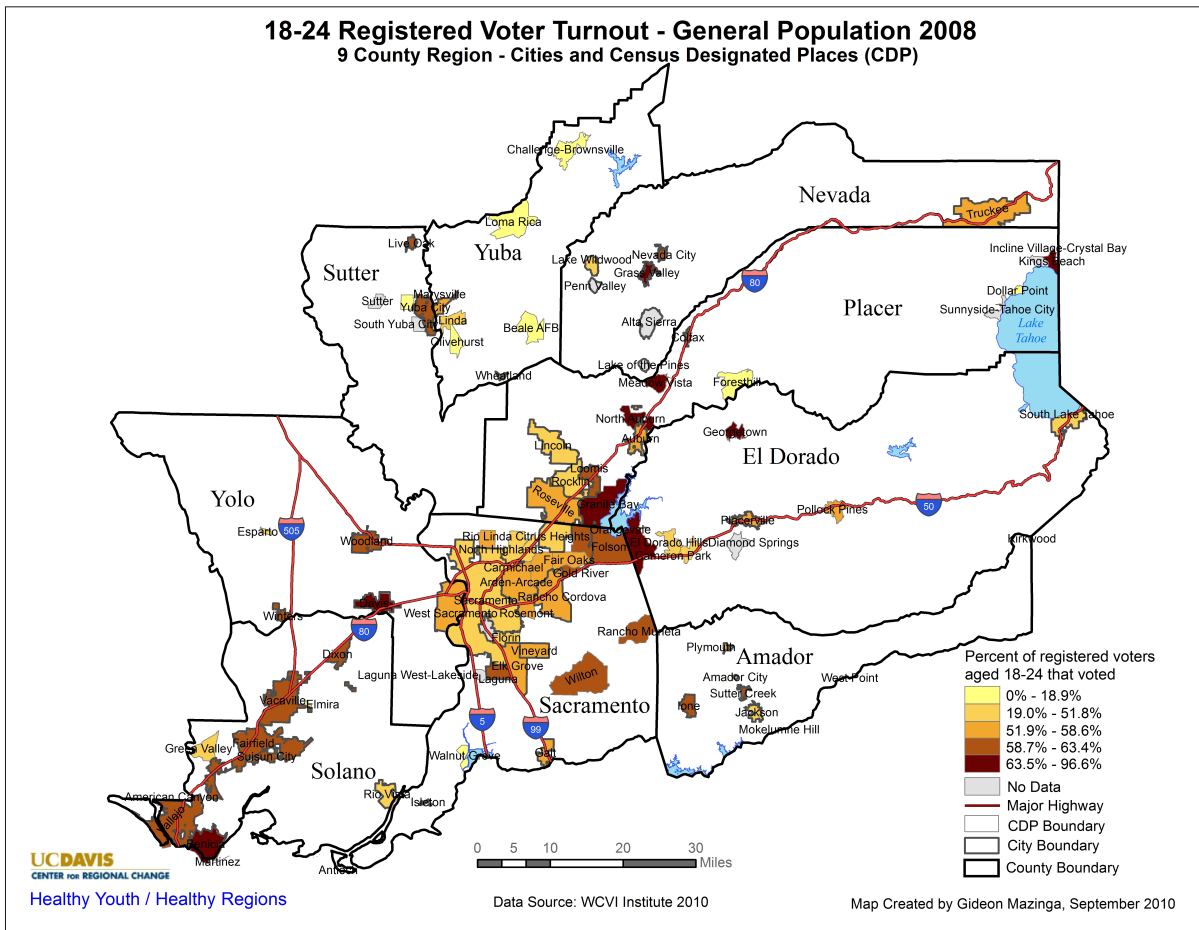 18-24 Registered Voter Turnout - General Population 2008
9 County Region - Cities and Census Designated Places (CDP)
Challenge-Brownsville
Nevada
Truckee
Loma Rica
Live Oak
Yuba
Nevada City
Lake Wildwood
Grass Valley
Incline Village-Crystal Bay
Kings Beach
Sutter
Penn Valley
80
Dollar Point
Marysville
Sutter
Yuba City
Placer
Sunnyside-Tahoe City
South Yuba City
Linda
Beale AFB
Alta Sierra
Lake
Tahoe
Olivehurst
Colfax
Lake of the Pines
Wheatland
Meadow Vista
Foresthill
North Auburn
South Lake Tahoe
Auburn
Georgetown
Lincoln
El Dorado
Loomis
Rocklin
Yolo
Roseville
Granite Bay
50
Pollock Pines
505
Esparto
Placerville
Orangevale
Woodland
Rio Linda
Citrus Heights
El Dorado Hills
Diamond Springs
Kirkwood
North Highlands
Folsom
Cameron Park
Fair Oaks
Carmichael
Gold River
Arden-Arcade
Davis
Sacramento
Rancho Cordova
Winters
West Sacramento
Rosemont
80
Rancho Murieta
Florin
Plymouth
Dixon
Vineyard
Amador
Elk Grove
Laguna West-Lakeside
Laguna
Wilton
Amador City
West Point
Sutter Creek
Vacaville
Elmira
Sacramento
Ione
Jackson
5
99
Mokelumne Hill
Green Valley
Fairfield
Suisun City
Walnut Grove
Galt
Solano
American Canyon
Rio Vista
Isleton
Vallejo
Benicia
Martinez
Antioch
Percent of registered voters
aged 18-24 that voted
0% - 18.9%
19.0% - 51.8%
51.9% - 58.6%
58.7% - 63.4%
63.5% - 96.6%
No Data
Major Highway
CDP Boundary
City Boundary
County Boundary
0 5 10 20 30
Miles
UCDAVIS
CENTER FOR REGIONAL CHANGE
Healthy Youth / Healthy Regions
Data Source: WCVI Institute 2010
Map Created by Gideon Mazinga, September 2010